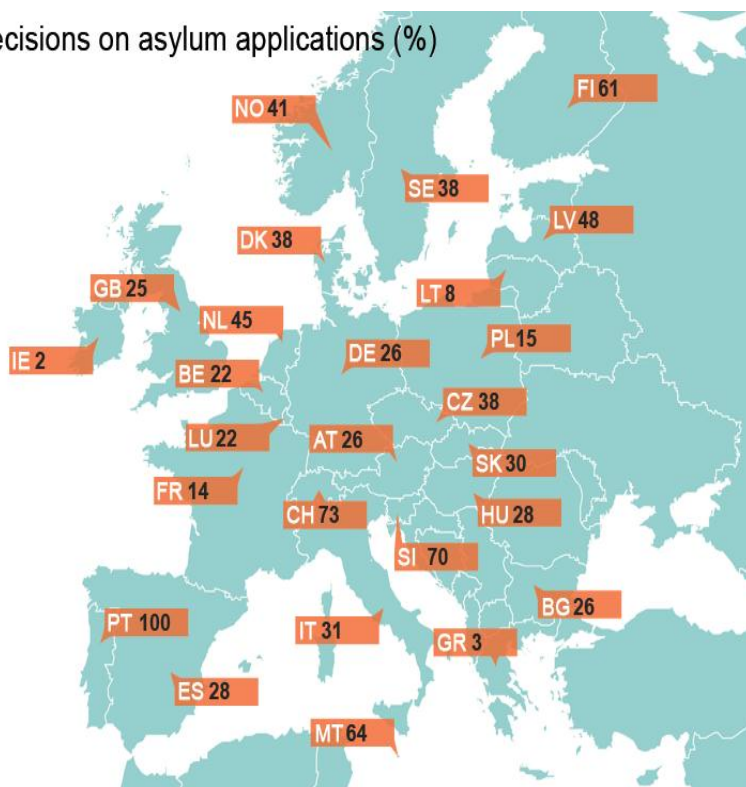 ecisions on asylum applications (%)
FI 61
NO 41
SE 38
LV 48
DK 38
GB 25
LT 8
NL 45
PL 15
IE 2
DE 26
BE 22
CZ 38
LU 22
AT 26
SK 30
FR 14
CH 73
HU 28
SI 70
BG 26
PT 100
IT 31
GR 3
ES 28
MT 64